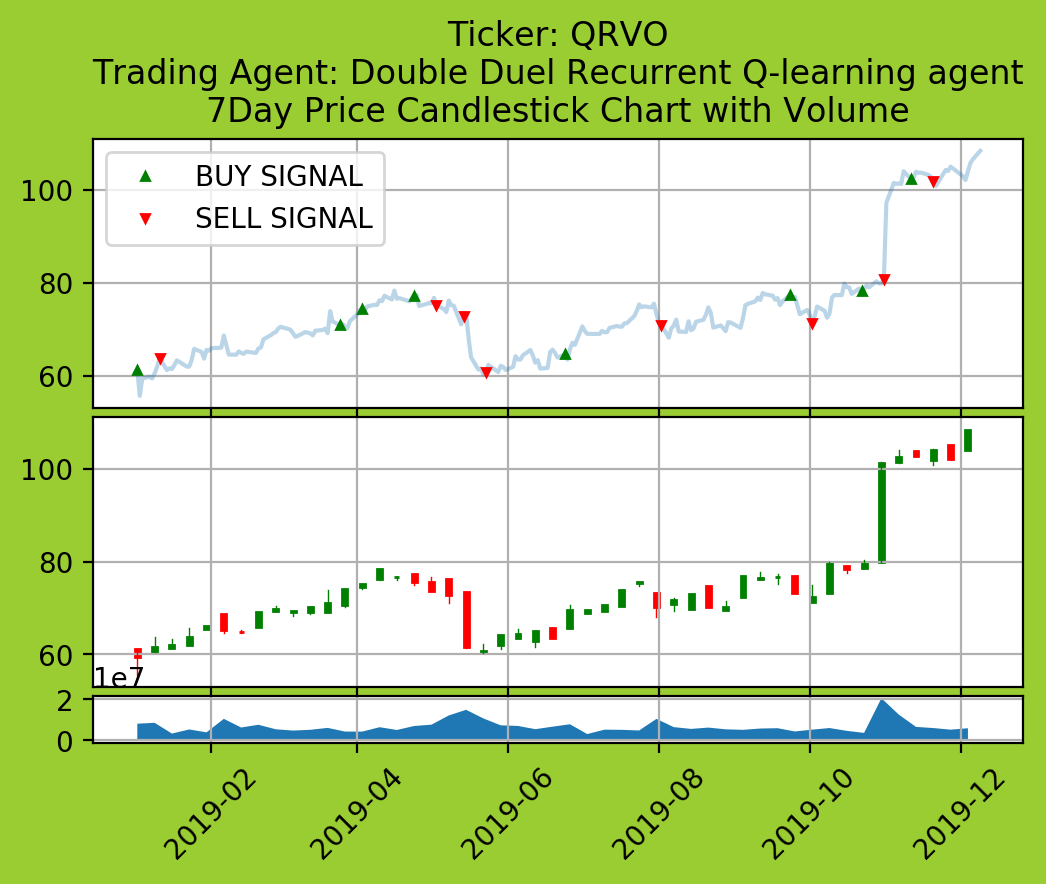 Ticker: QRVO
Trading Agent: Double Duel Recurrent Q-learning agent
7Day Price Candlestick Chart with Volume
BUY SIGNAL
SELL SIGNAL
100
80
60
100
80
60
1e7
2
0
2019-02
2019-04
2019-06
2019-08
2019-10
2019-12